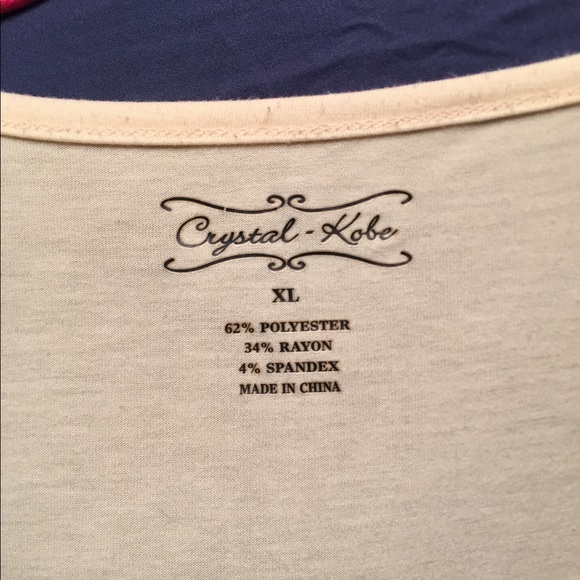 Crystal - Kobe
XL
62% POLYESTER
34% RAYON
4% SPANDEX
MADE IN CHINA